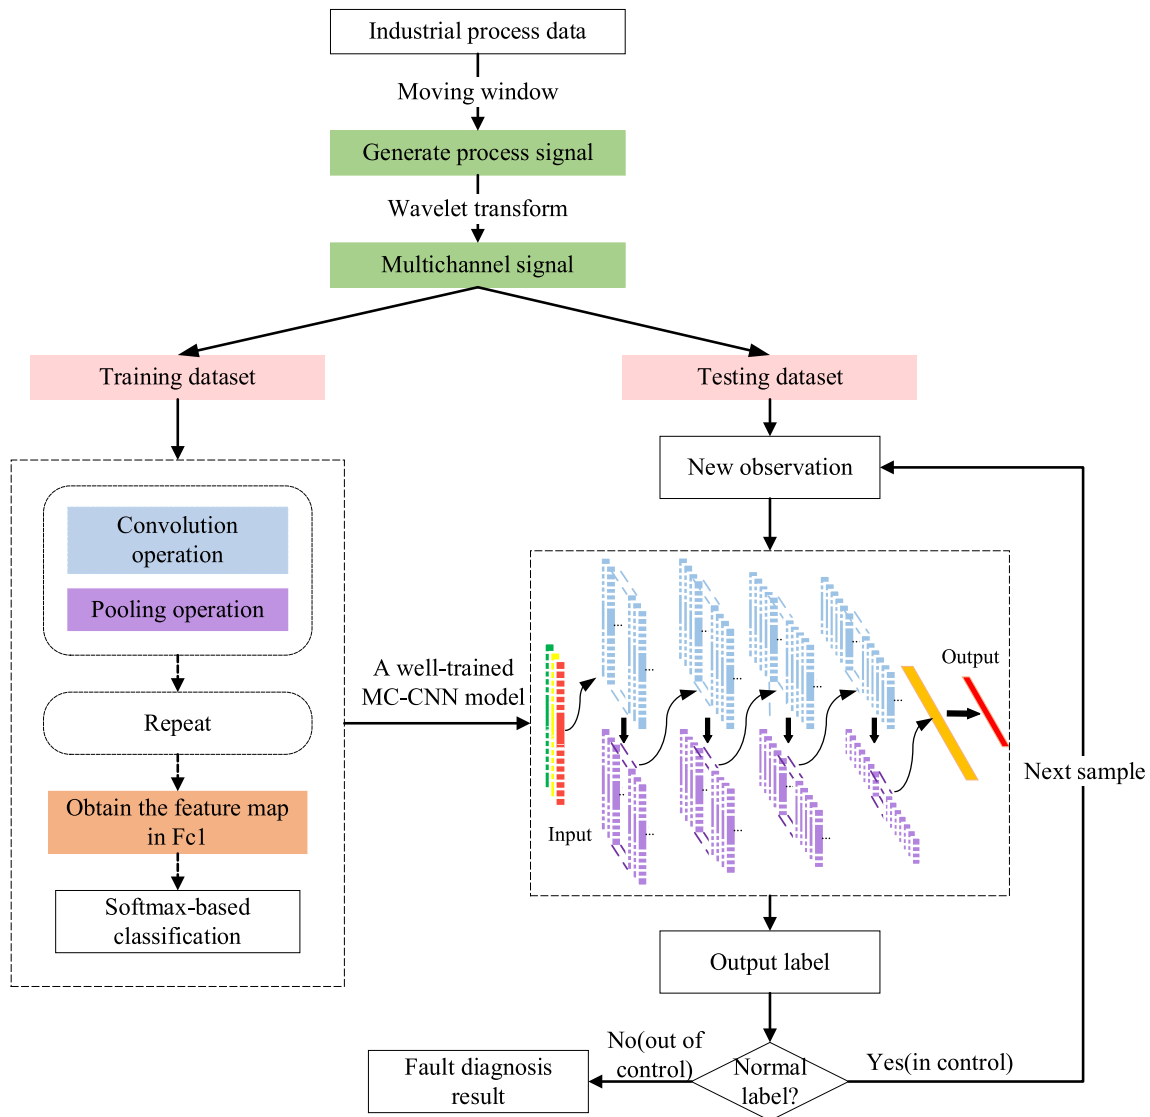 Industrial process data
Moving window
Generate process signal
Wavelet transform
Multichannel signal
Training dataset
Testing dataset
Convolution
operation
Pooling operation
Repeat
Obtain the feature map
in Fc1
Softmax-based
classification
A well-trained
MC-CNN model
New observation
...
...
...
...
...
...
...
...
...
...
...
...
...
Input
Output
Next sample
Output label
Normal
label?
No(out of
control)
Yes(in control)
Fault diagnosis
result